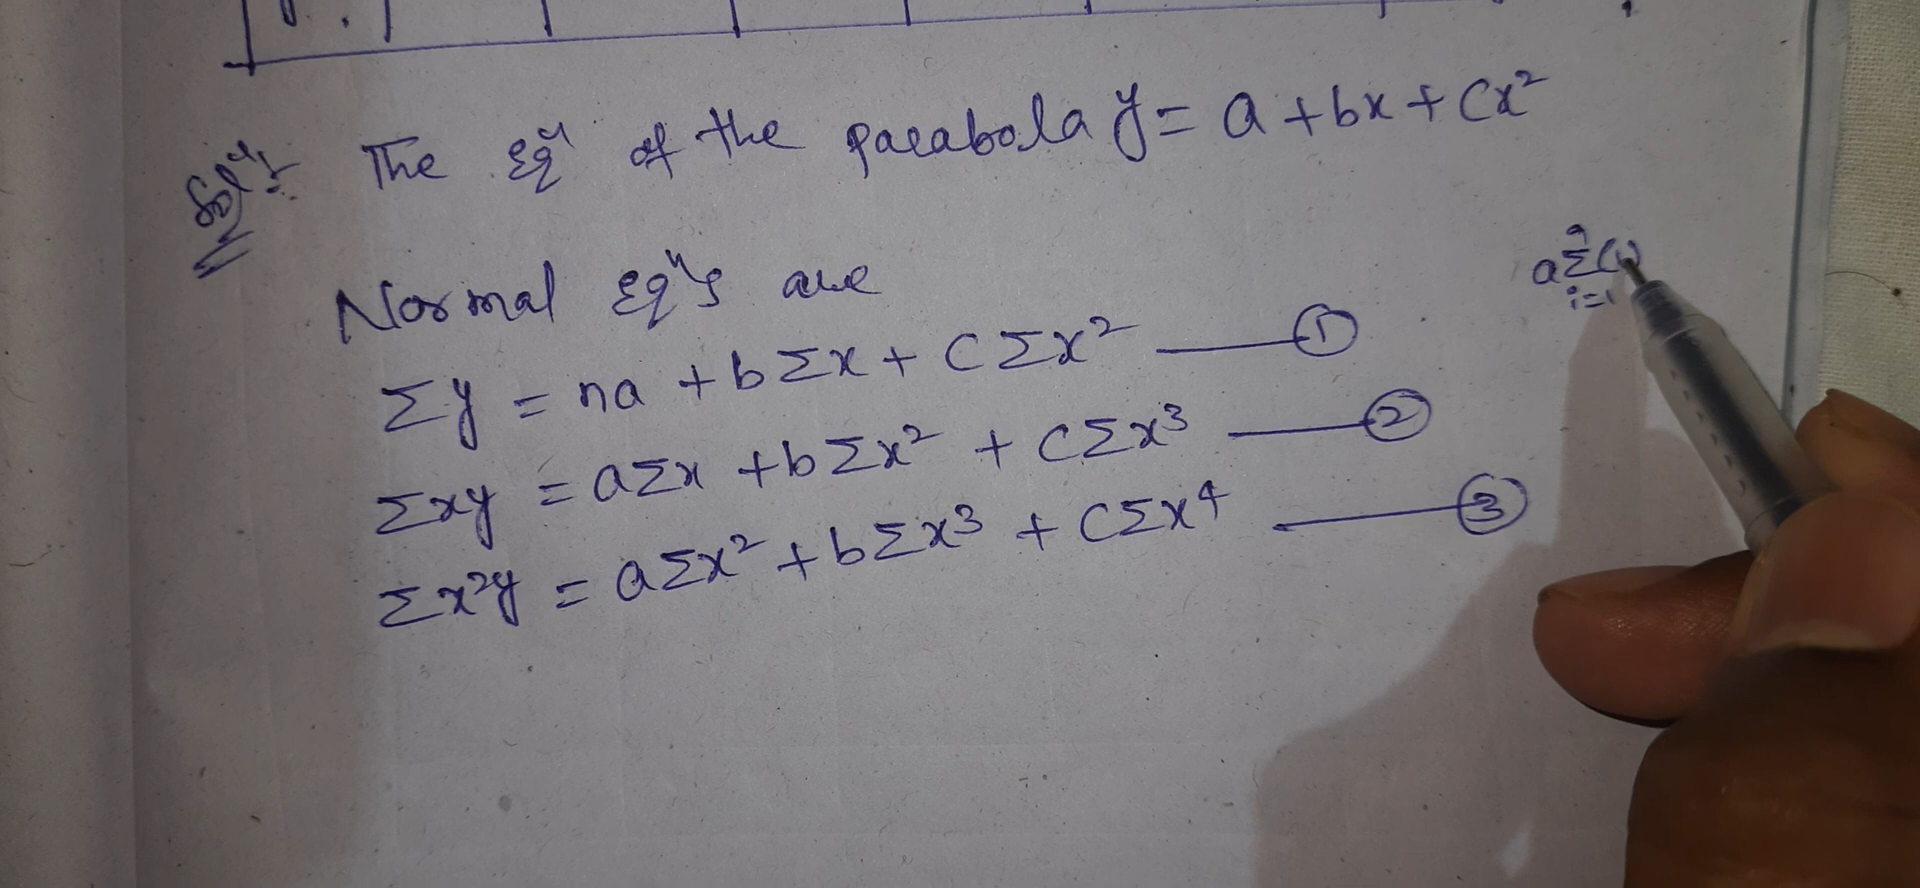 Solⁿ:- The Eqⁿ of the parabola y = a + bx + cx²
Normal Eqⁿs are
Σy = na + bΣx + cΣx² —— ①
Σxy = aΣx + bΣx² + cΣx³ —— ②
Σx²y = aΣx² + bΣx³ + cΣx⁴ —— ③